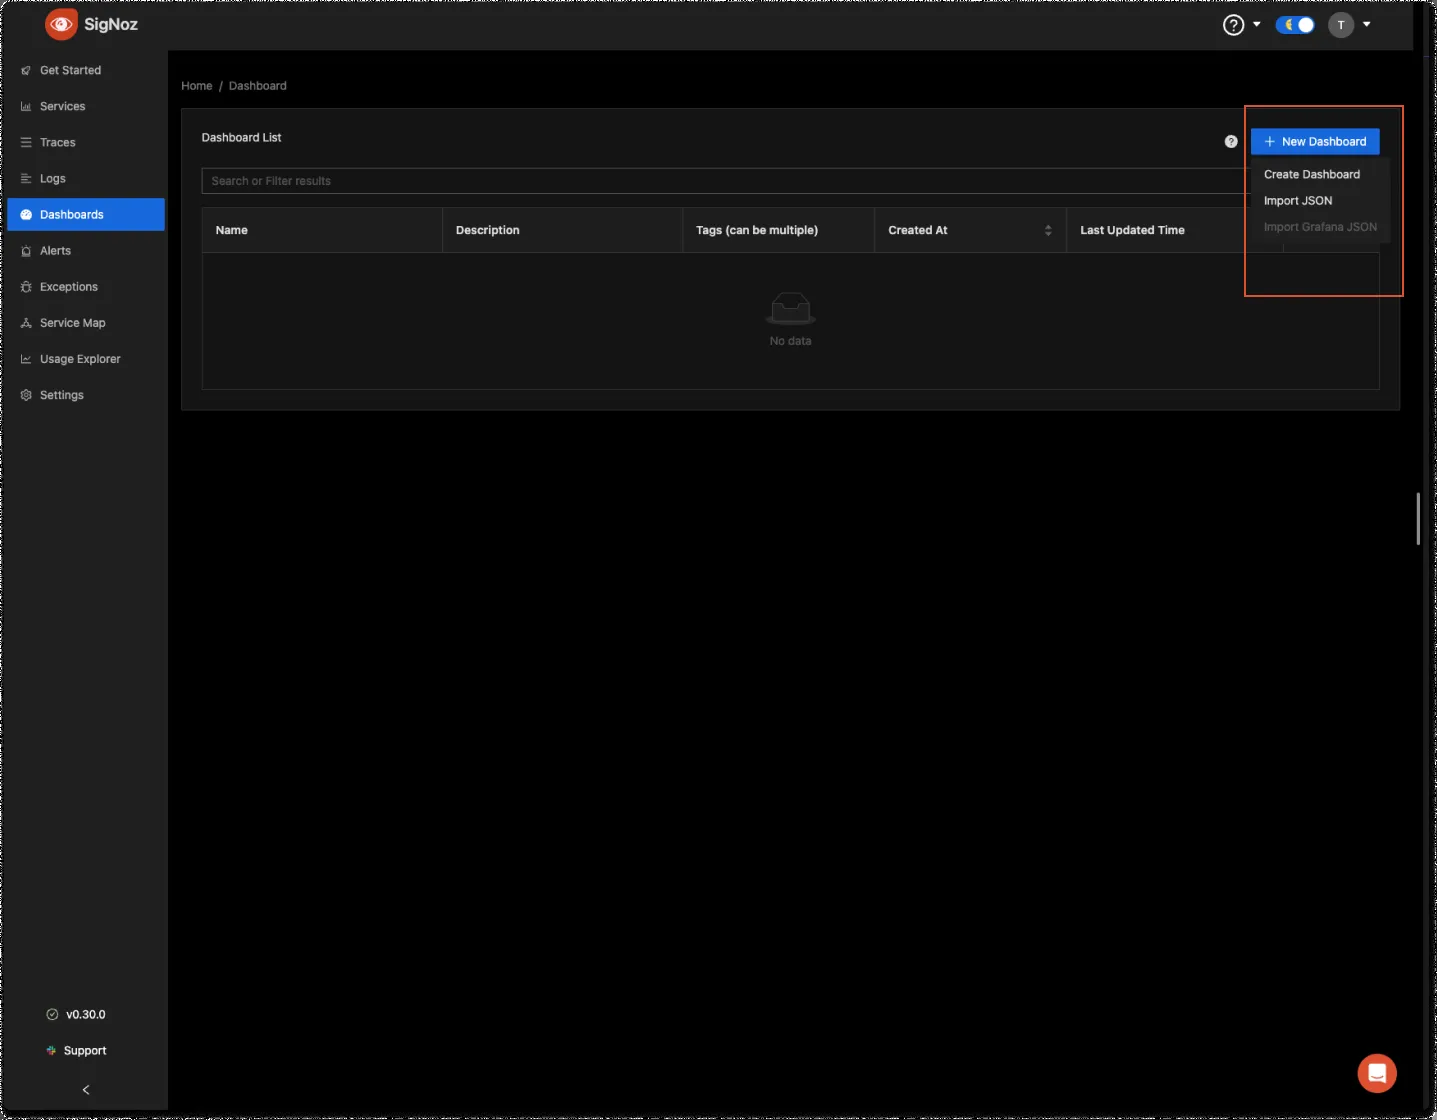 SigNoz
T
Get Started
Services
Traces
Logs
Dashboards
Alerts
Exceptions
Service Map
Usage Explorer
Settings
v0.30.0
Support
Home / Dashboard
Dashboard List
?
+ New Dashboard
Create Dashboard
Import JSON
Import Grafana JSON
Search or Filter results
Name
Description
Tags (can be multiple)
Created At
Last Updated Time
No data